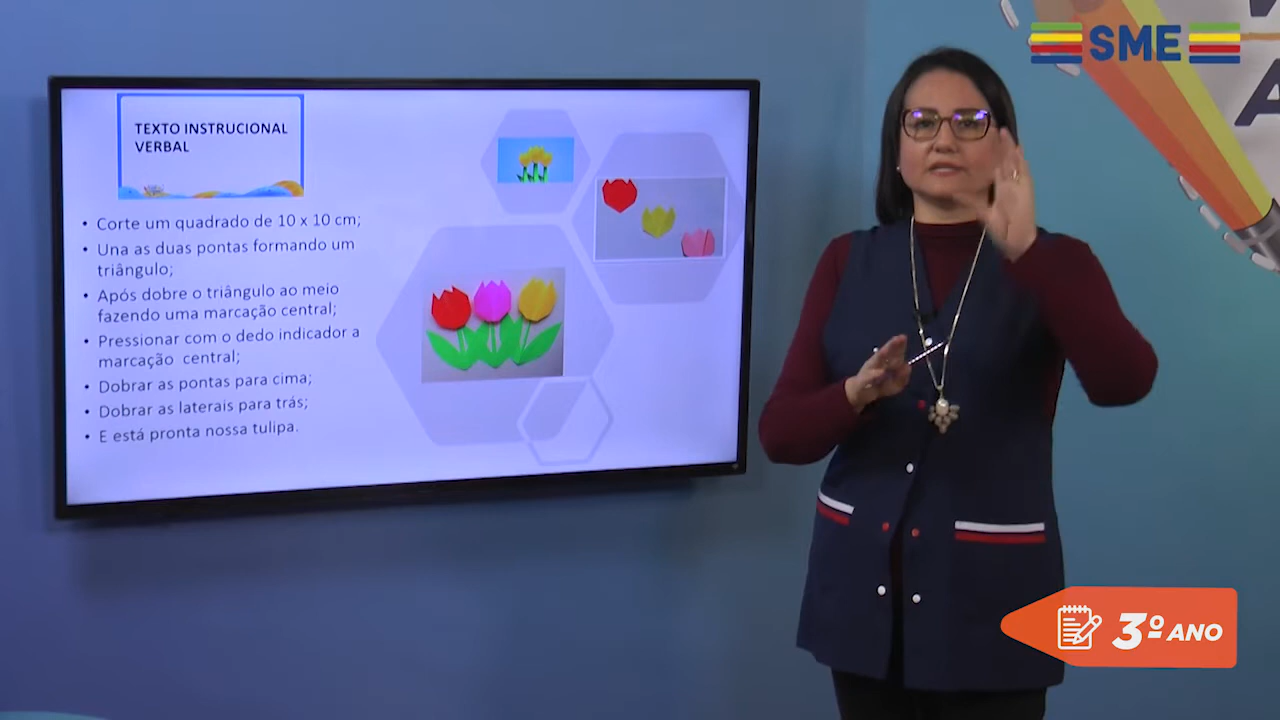 SME
TEXTO INSTRUCIONAL
VERBAL
• Corte um quadrado de 10 x 10 cm;
• Una as duas pontas formando um
triângulo;
• Após dobre o triângulo ao meio
fazendo uma marcação central;
• Pressionar com o dedo indicador a
marcação central;
• Dobrar as pontas para cima;
• Dobrar as laterais para trás;
• E está pronta nossa tulipa.
3º ANO